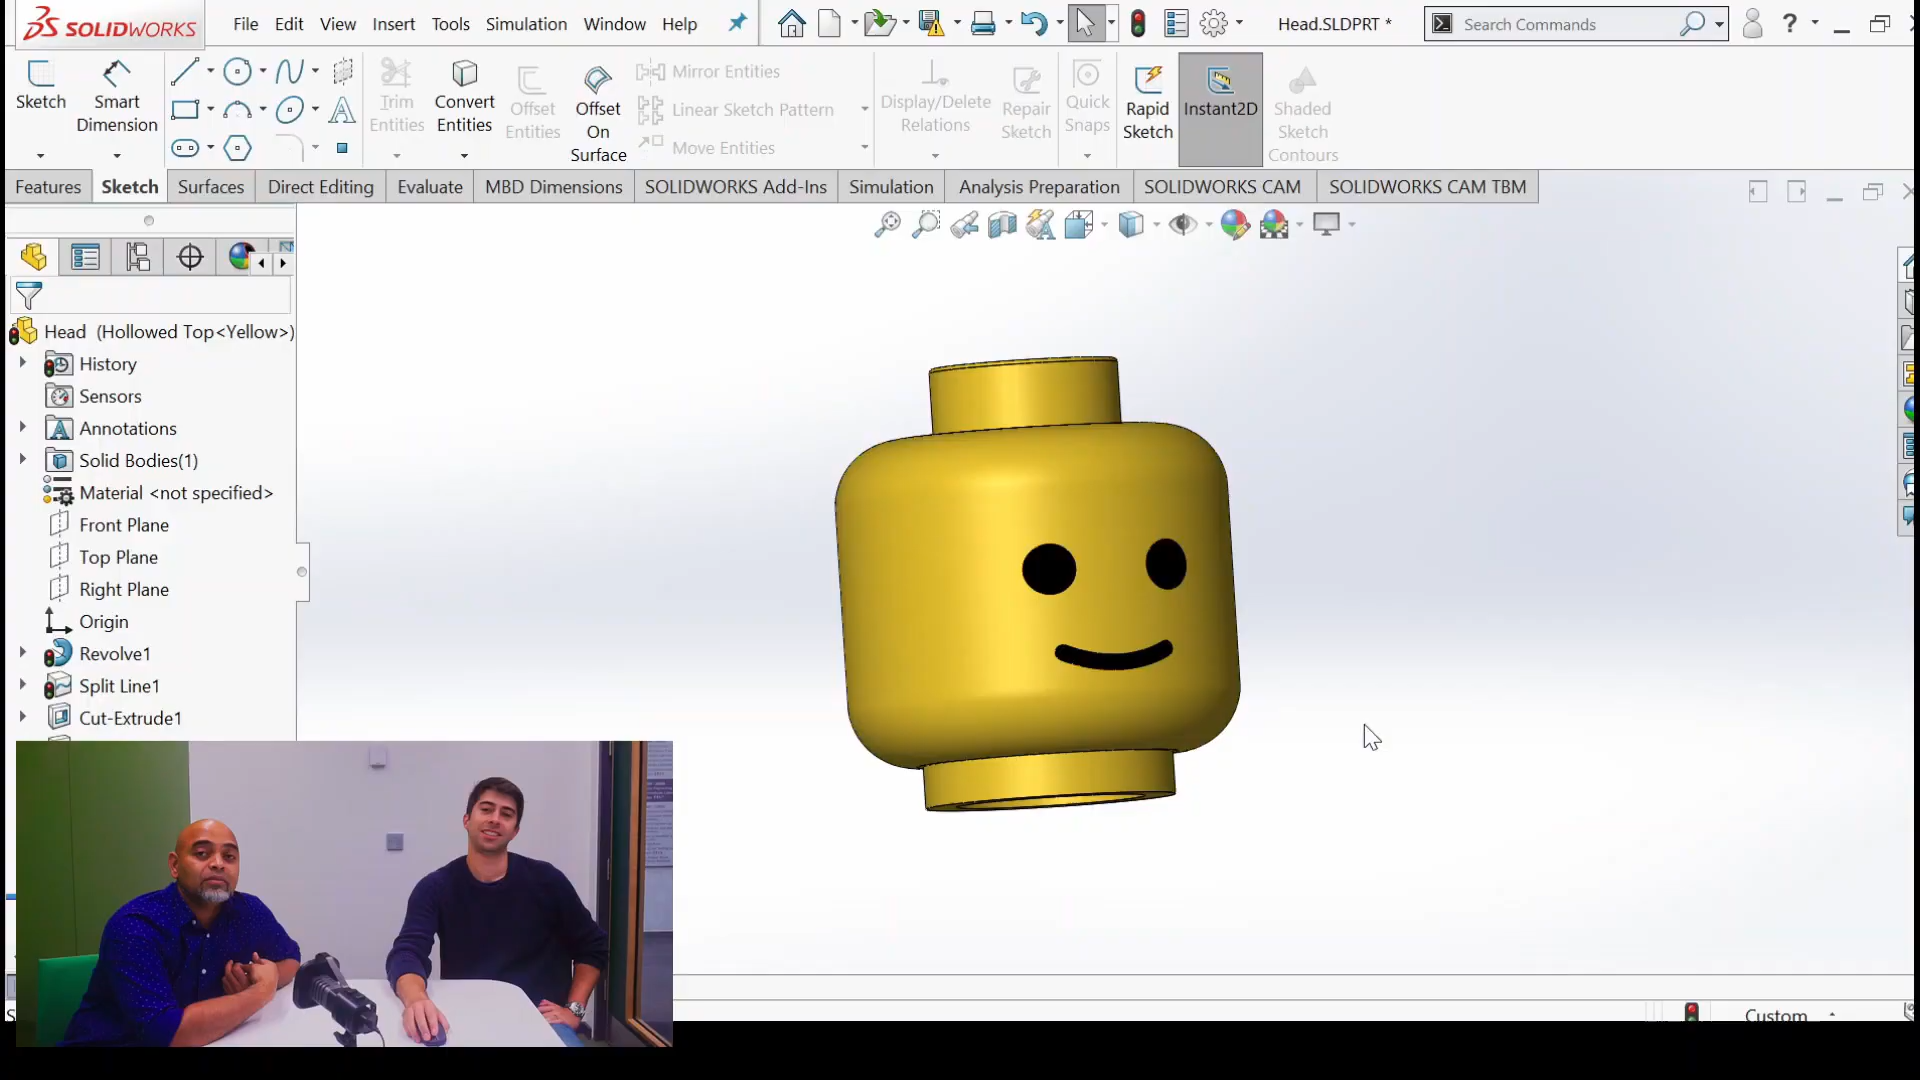 SOLIDWORKS File Edit View Insert Tools Simulation Window Help Head.SLDPRT * Search Commands ?
Sketch Smart Dimension Trim Entities Convert Entities Offset Entities Offset On Surface Mirror Entities Linear Sketch Pattern Move Entities Display/Delete Relations Repair Sketch Quick Snaps Rapid Sketch Instant2D Shaded Sketch Contours
Features Sketch Surfaces Direct Editing Evaluate MBD Dimensions SOLIDWORKS Add-Ins Simulation Analysis Preparation SOLIDWORKS CAM SOLIDWORKS CAM TBM
Head (Hollowed Top<Yellow>)
History
Sensors
Annotations
Solid Bodies(1)
Material <not specified>
Front Plane
Top Plane
Right Plane
Origin
Revolve1
Split Line1
Cut-Extrude1
Custom